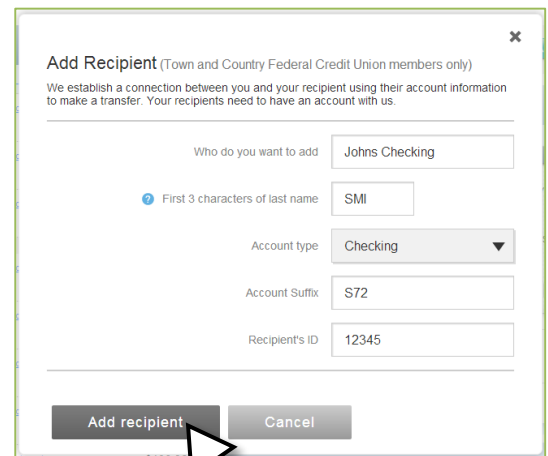 Add Recipient (Town and Country Federal Credit Union members only)
We establish a connection between you and your recipient using their account information
to make a transfer. Your recipients need to have an account with us.
Who do you want to add Johns Checking
? First 3 characters of last name SMI
Account type Checking
Account Suffix S72
Recipient's ID 12345
Add recipient Cancel